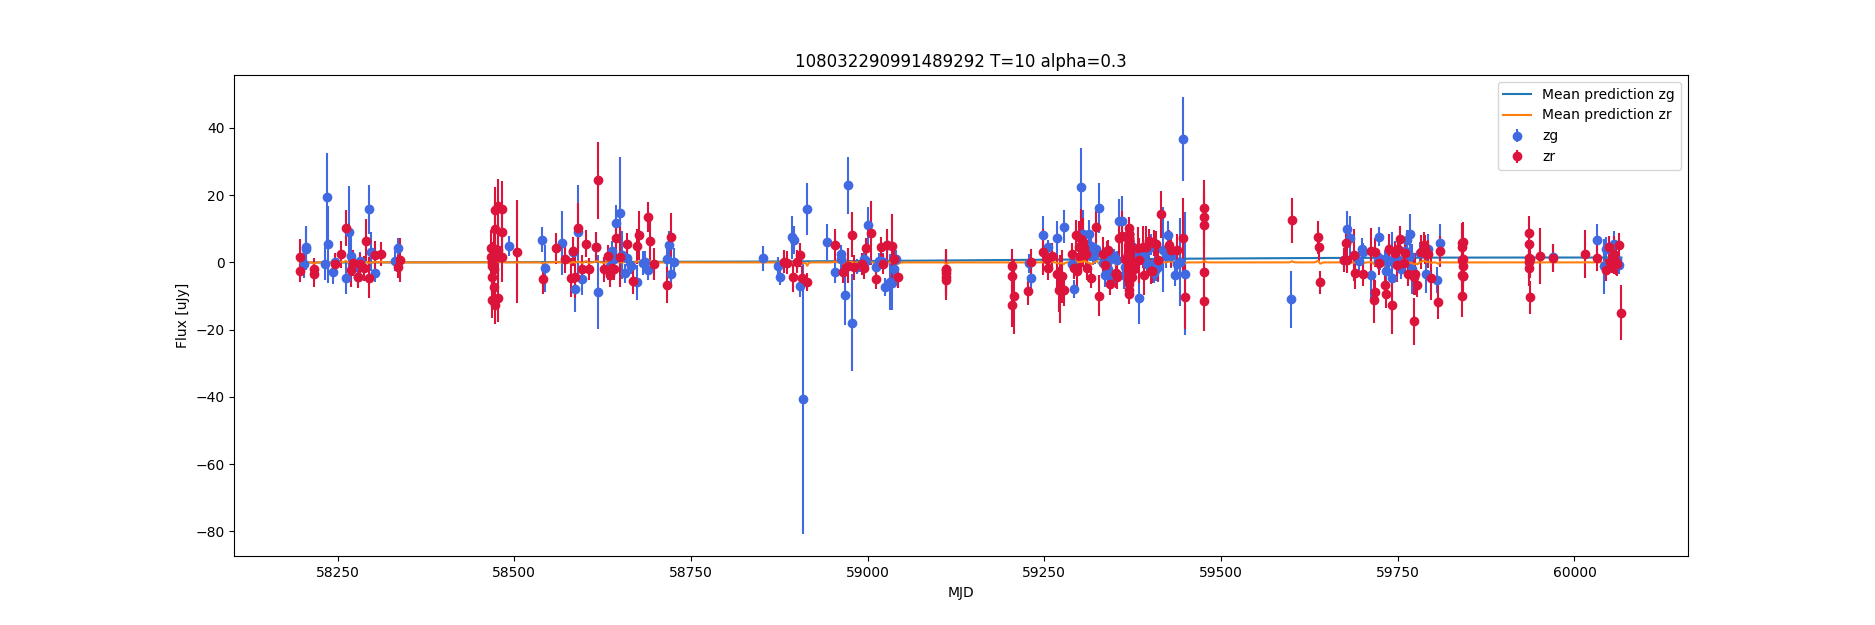 108032290991489292 T=10 alpha=0.3
Mean prediction zg
Mean prediction zr
zg
zr
Flux [uJy]
40
20
0
−20
−40
−60
−80
58250 58500 58750 59000 59250 59500 59750 60000
MJD